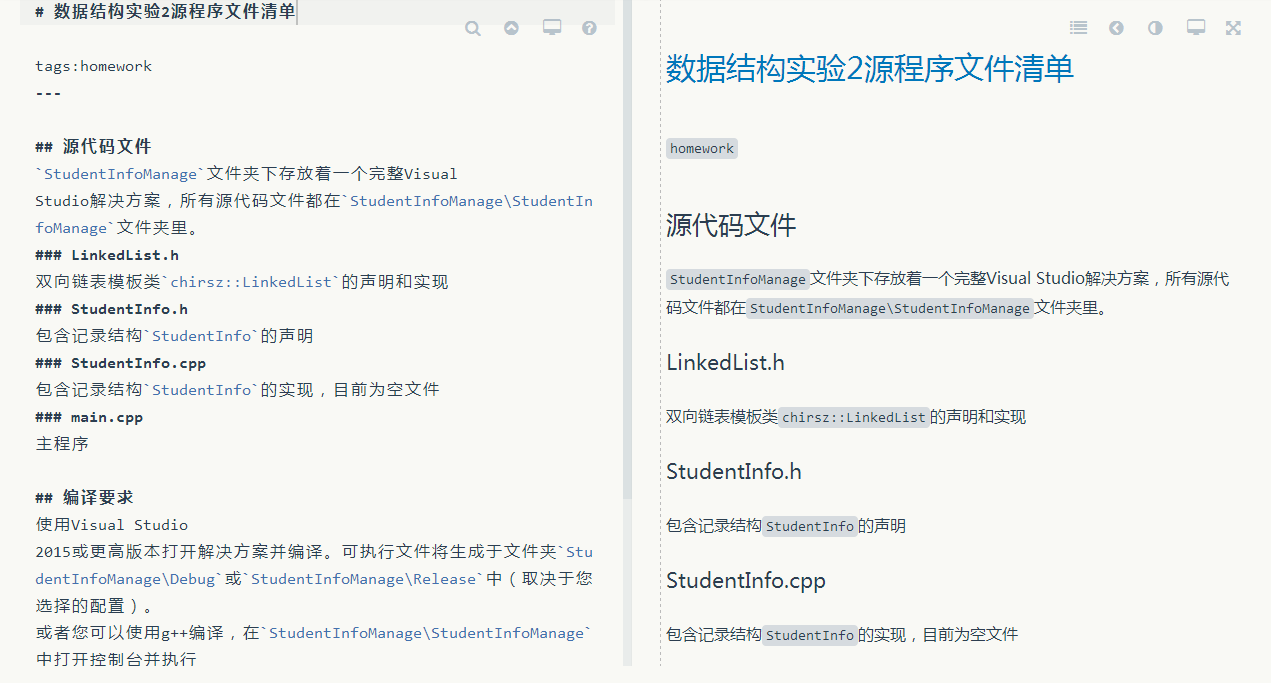 # 数据结构实验2源程序文件清单
tags:homework
---
## 源代码文件
`StudentInfoManage`文件夹下存放着一个完整Visual
Studio解决方案，所有源代码文件都在`StudentInfoManage\StudentIn
foManage`文件夹里。
### LinkedList.h
双向链表模板类`chirsz::LinkedList`的声明和实现
### StudentInfo.h
包含记录结构`StudentInfo`的声明
### StudentInfo.cpp
包含记录结构`StudentInfo`的实现，目前为空文件
### main.cpp
主程序
## 编译要求
使用Visual Studio
2015或更高版本打开解决方案并编译。可执行文件将生成于文件夹`Stu
dentInfoManage\Debug`或`StudentInfoManage\Release`中（取决于您
选择的配置）。
或者您可以使用g++编译，在`StudentInfoManage\StudentInfoManage`
中打开控制台并执行
数据结构实验2源程序文件清单
homework
源代码文件
StudentInfoManage文件夹下存放着一个完整Visual Studio解决方案，所有源代
码文件都在StudentInfoManage\StudentInfoManage文件夹里。
LinkedList.h
双向链表模板类chirsz::LinkedList的声明和实现
StudentInfo.h
包含记录结构StudentInfo的声明
StudentInfo.cpp
包含记录结构StudentInfo的实现，目前为空文件